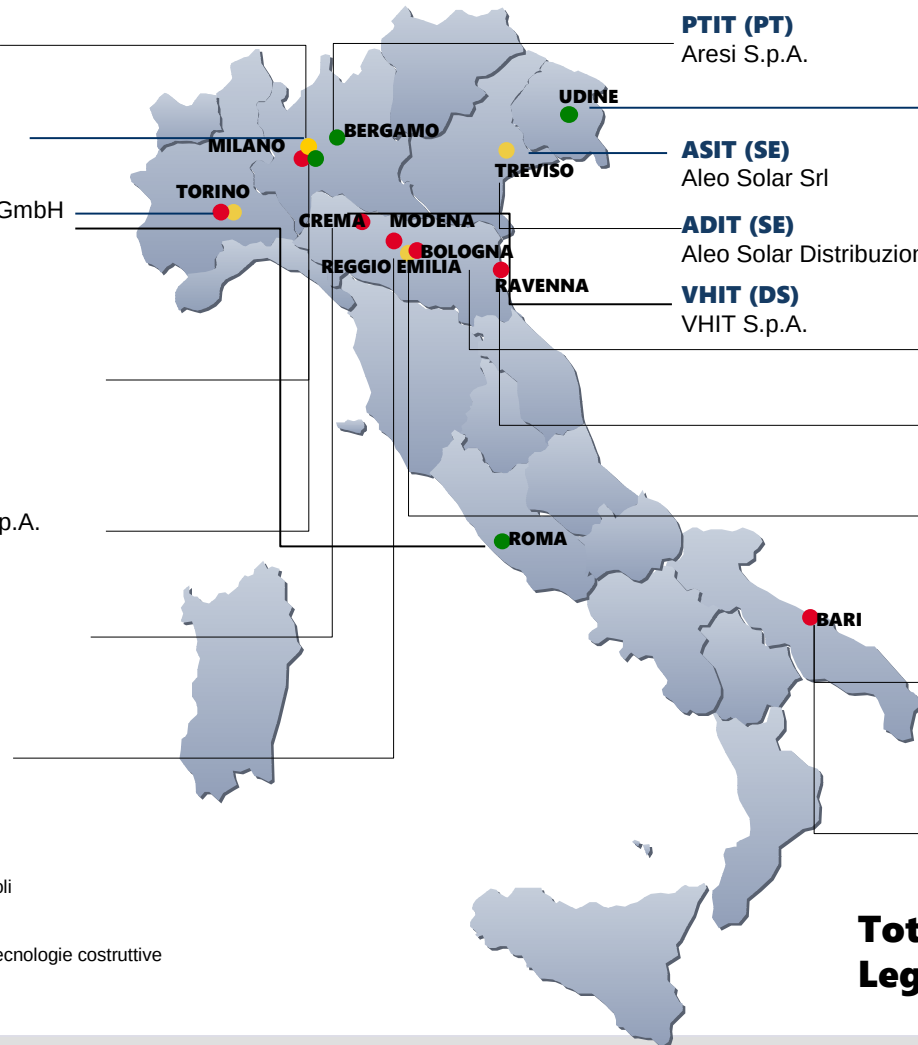 PTIT (PT)
Aresi S.p.A.
UDINE
BERGAMO
MILANO
ASIT (SE)
Aleo Solar Srl
TREVISO
TORINO
GmbH
CREMA
MODENA
ADIT (SE)
Aleo Solar Distribuzion
BOLOGNA
REGGIO EMILIA
RAVENNA
VHIT (DS)
VHIT S.p.A.
p.A.
ROMA
BARI
oli
ecnologie costruttive
Tot
Leg